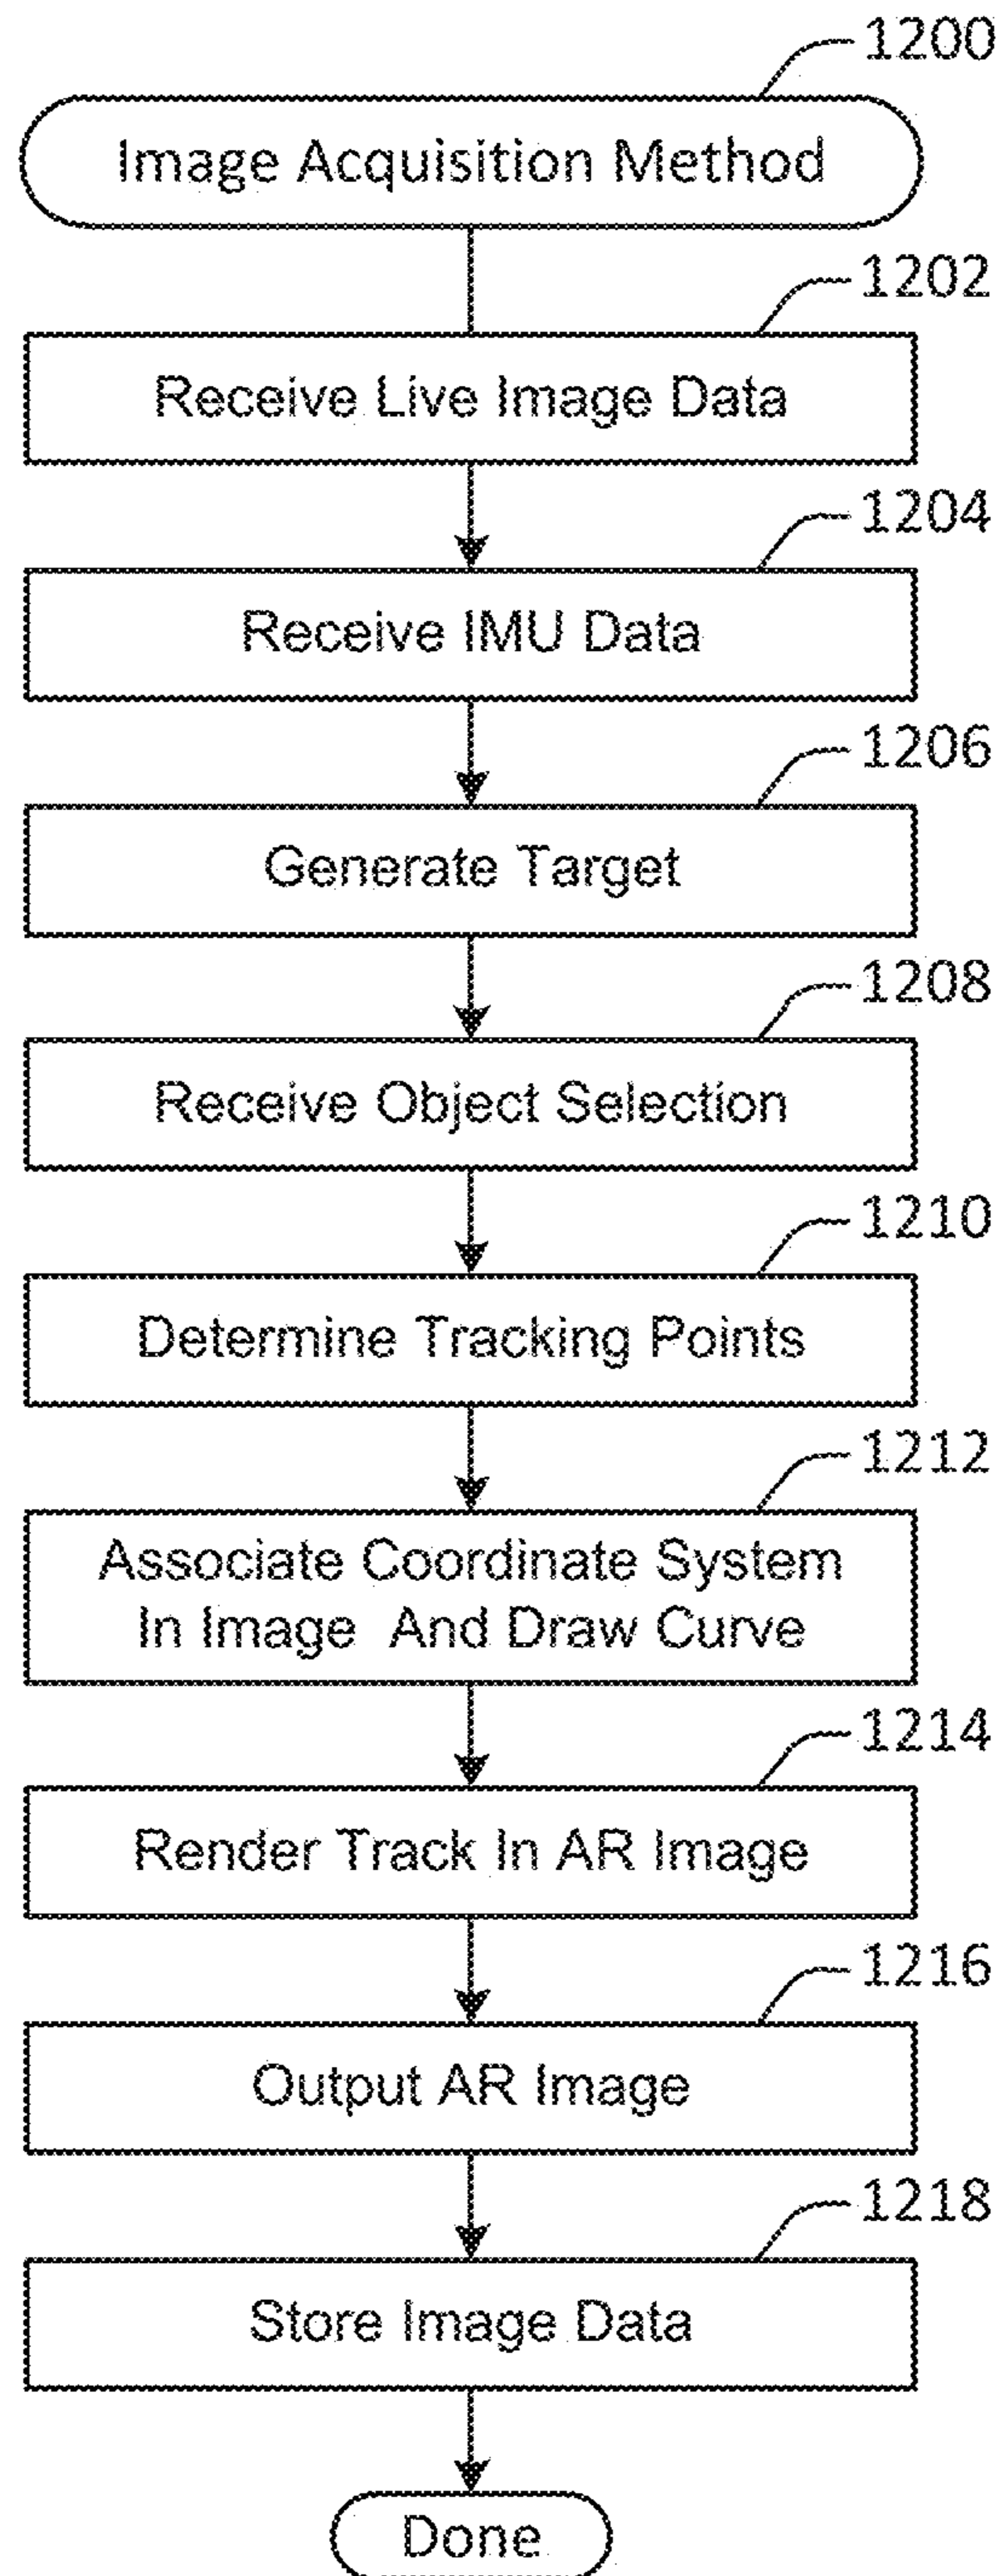 1200
Image Acquisition Method
1202
Receive Live Image Data
1204
Receive IMU Data
1206
Generate Target
1208
Receive Object Selection
1210
Determine Tracking Points
1212
Associate Coordinate System
In Image And Draw Curve
1214
Render Track In AR Image
1216
Output AR Image
1218
Store Image Data
Done